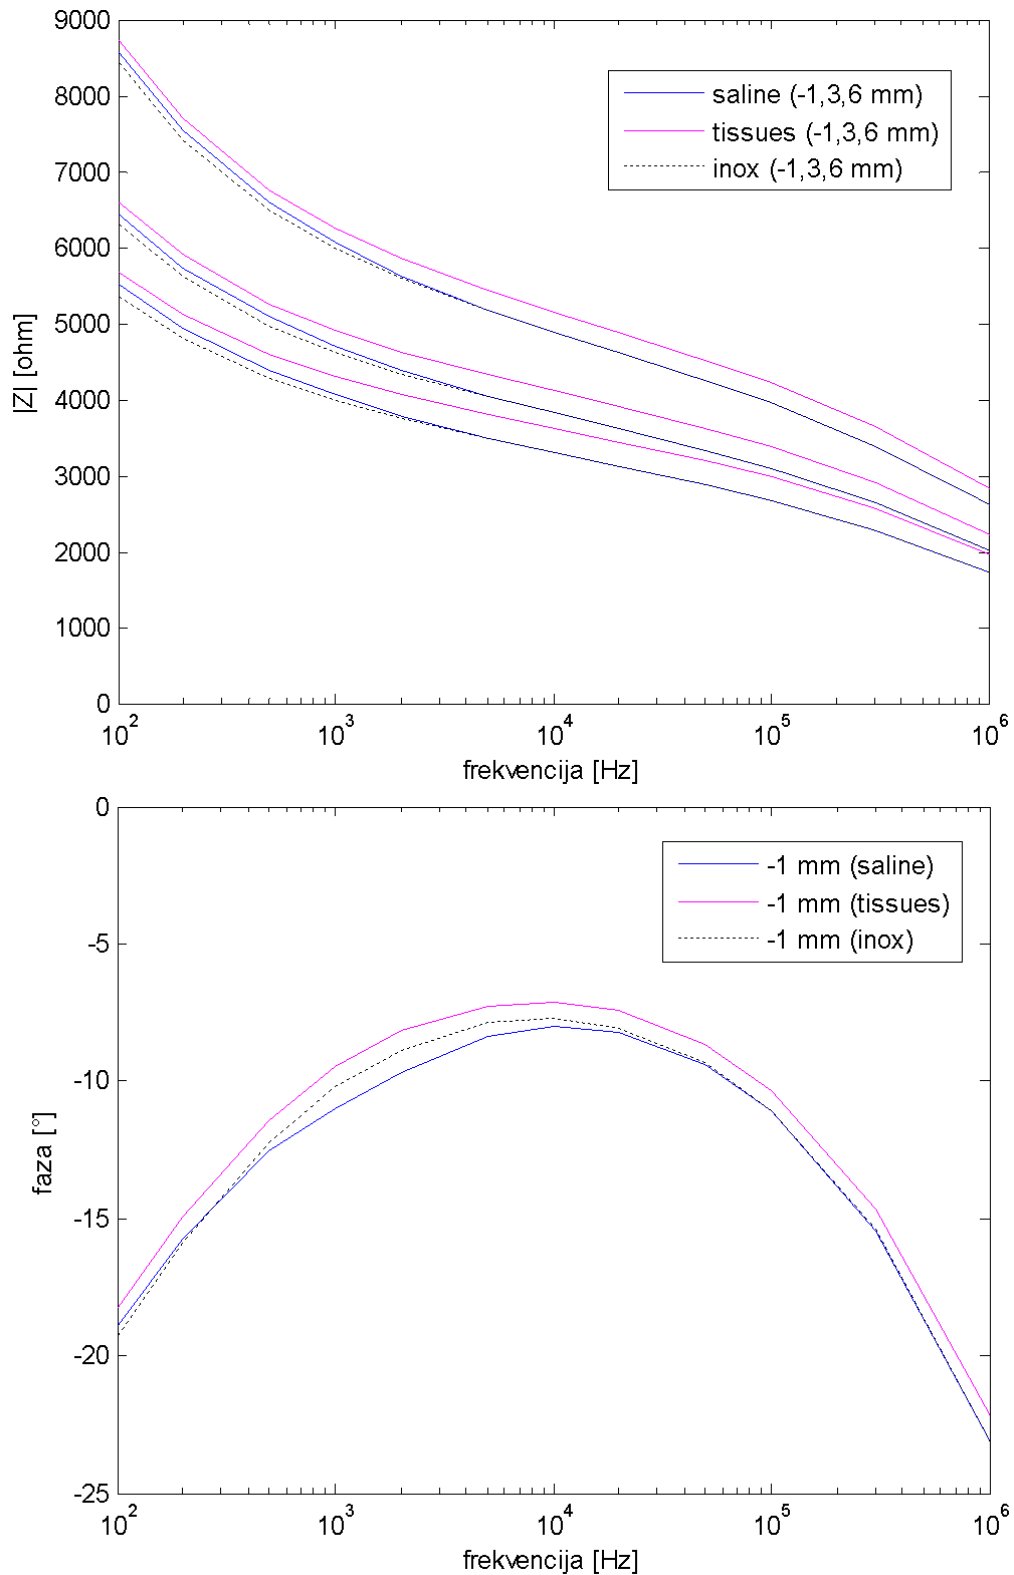 9000
8000
7000
6000
5000
4000
3000
2000
1000
0
|Z| [ohm]
saline (-1,3,6 mm)
tissues (-1,3,6 mm)
inox (-1,3,6 mm)
10² 10³ 10⁴ 10⁵ 10⁶
frekvencija [Hz]
0
-5
-10
-15
-20
-25
faza [°]
-1 mm (saline)
-1 mm (tissues)
-1 mm (inox)
10² 10³ 10⁴ 10⁵ 10⁶
frekvencija [Hz]